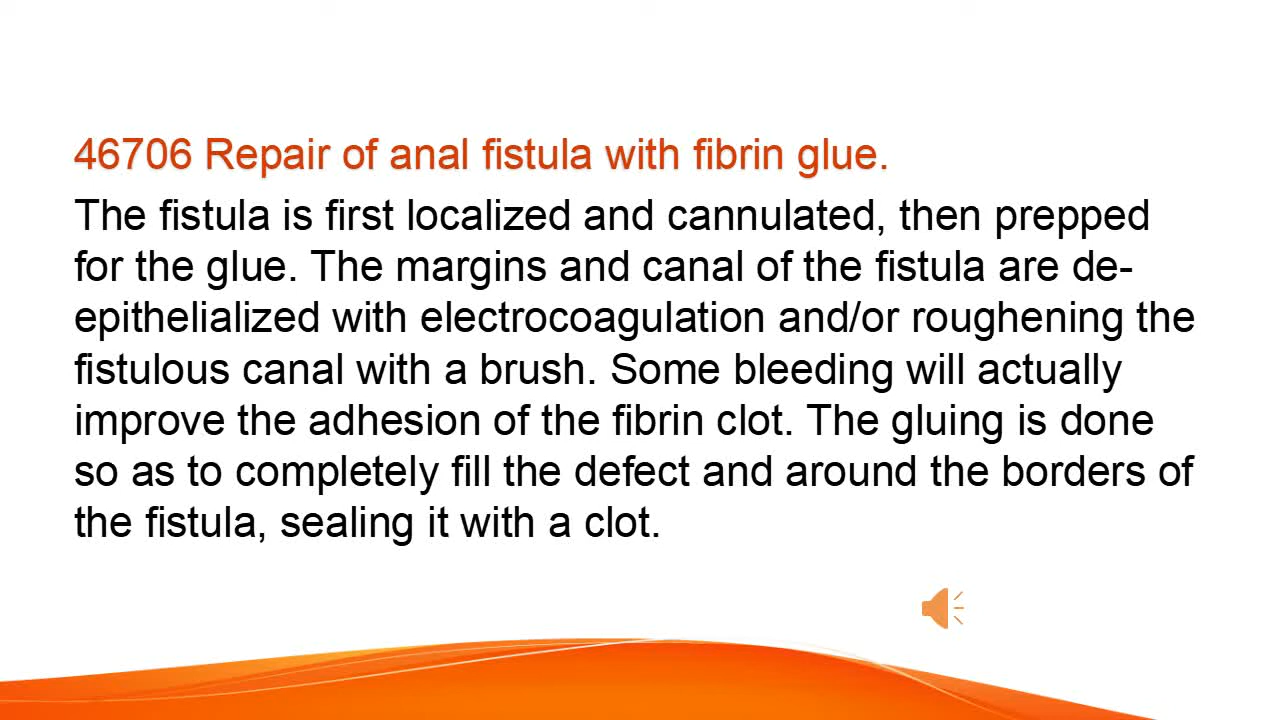 46706 Repair of anal fistula with fibrin glue.
The fistula is first localized and cannulated, then prepped
for the glue. The margins and canal of the fistula are de-
epithelialized with electrocoagulation and/or roughening the
fistulous canal with a brush. Some bleeding will actually
improve the adhesion of the fibrin clot. The gluing is done
so as to completely fill the defect and around the borders of
the fistula, sealing it with a clot.